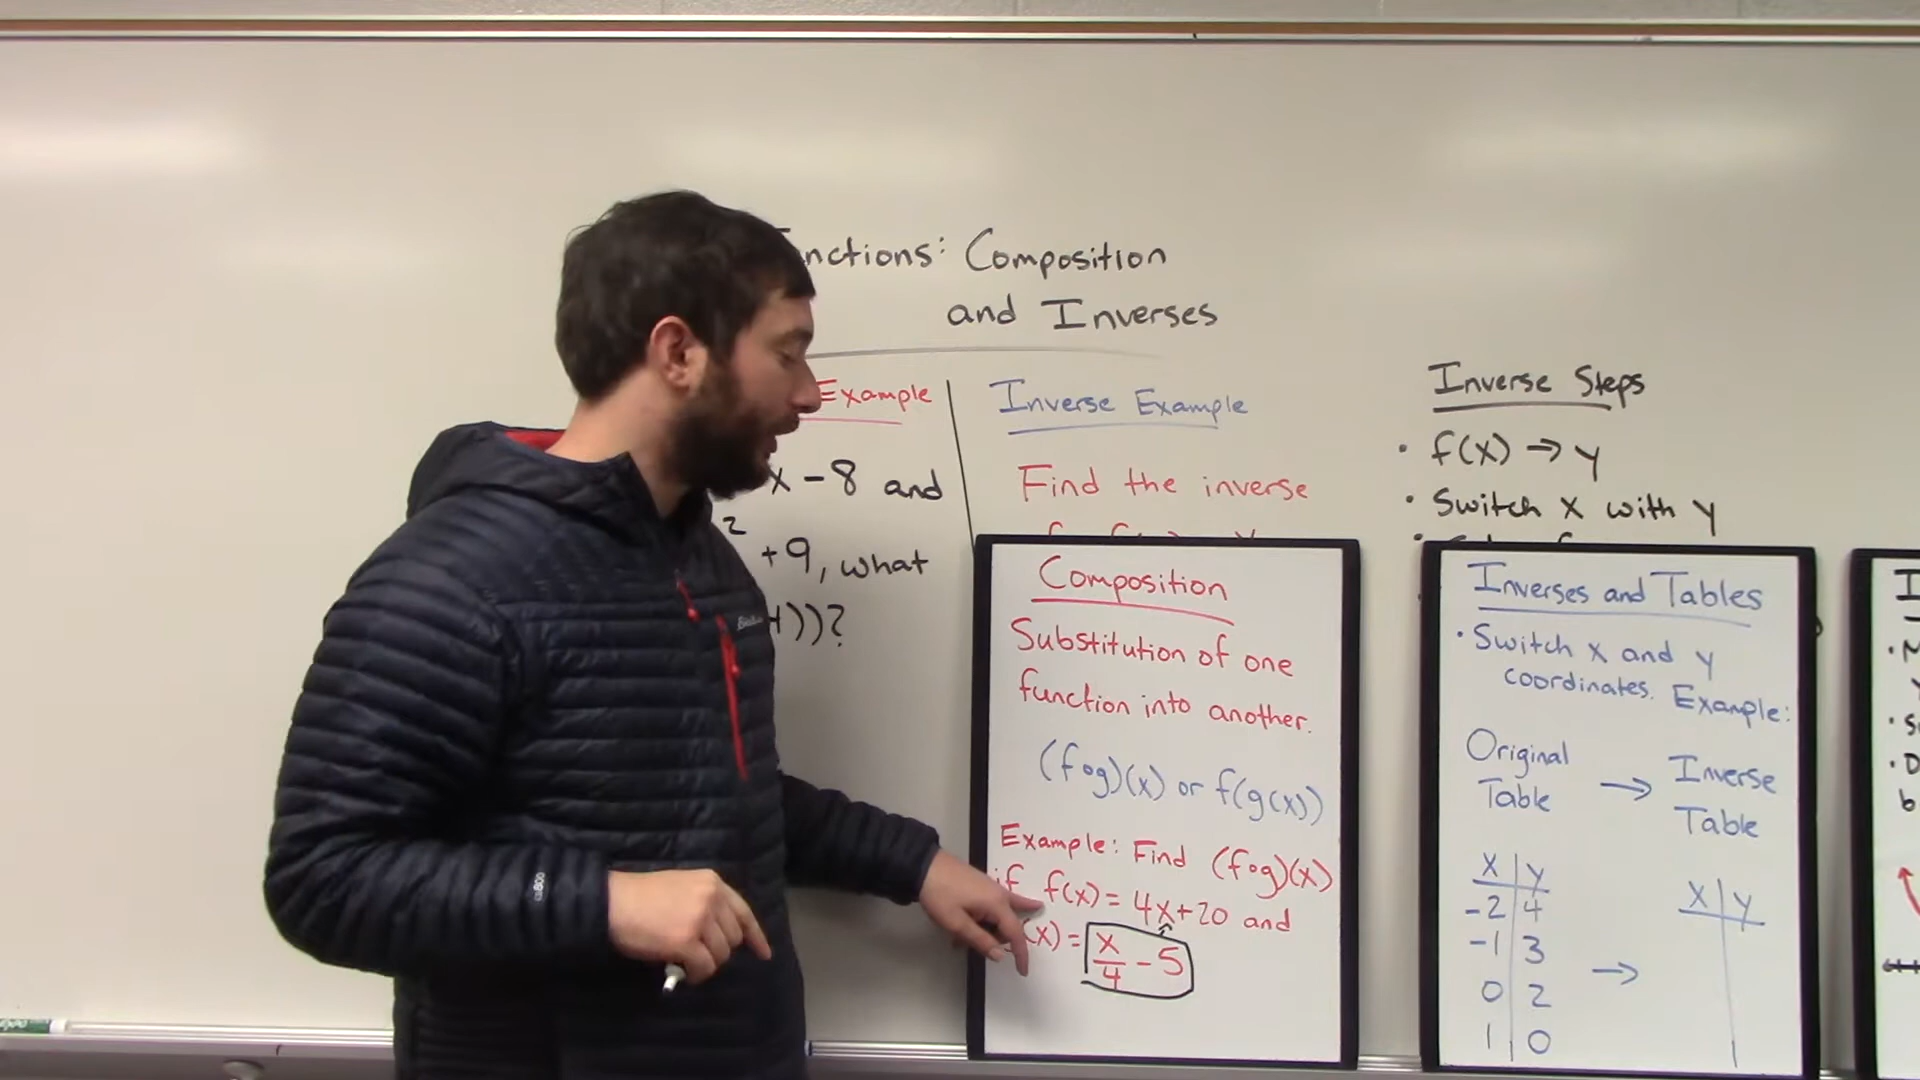 nctions: Composition
and Inverses
Example
x - 8 and
² + 9, what
))?
Inverse Example
Find the inverse
Inverse Steps
• f(x) → y
• Switch x with y
Composition
Substitution of one
function into another.
(f∘g)(x) or f(g(x))
Example: Find (f∘g)(x)
if f(x) = 4x+20 and
(x) = x/4 - 5
Inverses and Tables
• Switch x and y
coordinates. Example:
Original → Inverse
Table Table
x | y
-2 | 4
-1 | 3
0 | 2
1 | 0
→
x | y